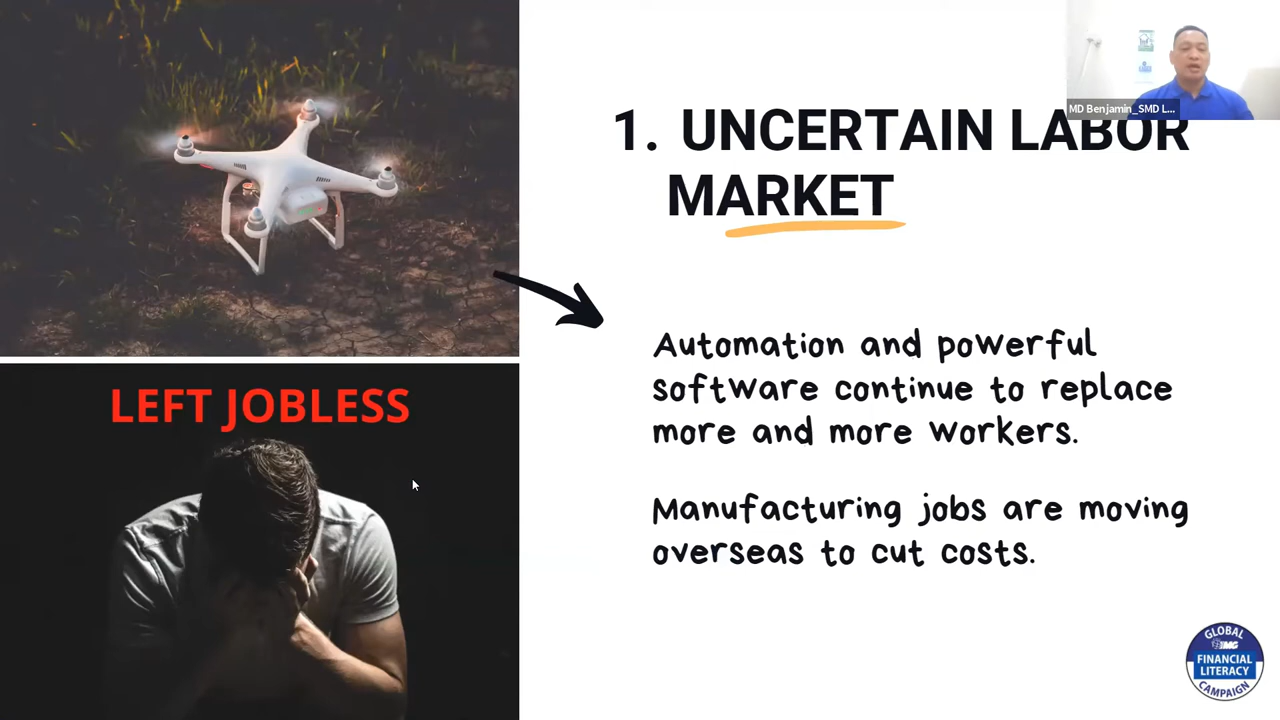 MD Benjamin_SMD L...
1. UNCERTAIN LABOR
MARKET
LEFT JOBLESS
Automation and powerful
software continue to replace
more and more workers.
Manufacturing jobs are moving
overseas to cut costs.
GLOBAL
IMG
FINANCIAL
LITERACY
CAMPAIGN